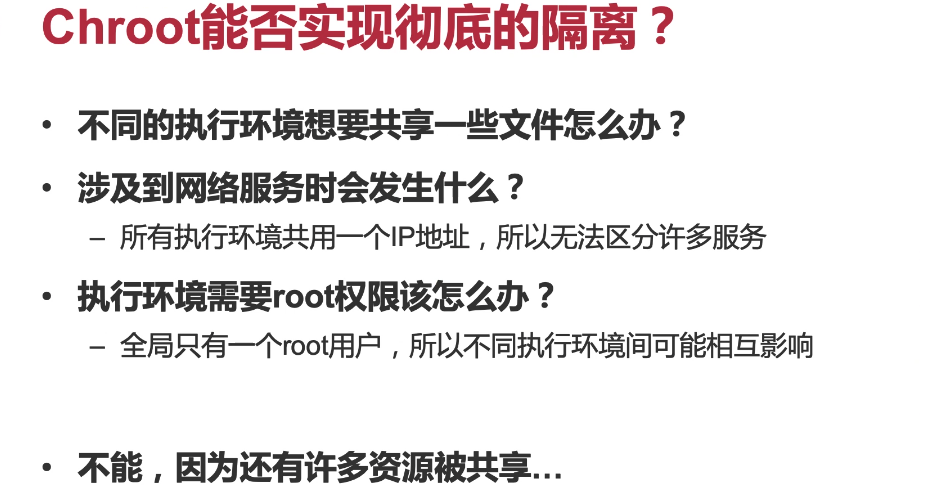 Chroot能否实现彻底的隔离？
• 不同的执行环境想要共享一些文件怎么办？
• 涉及到网络服务时会发生什么？
– 所有执行环境共用一个IP地址，所以无法区分许多服务
• 执行环境需要root权限该怎么办？
– 全局只有一个root用户，所以不同执行环境间可能相互影响
• 不能，因为还有许多资源被共享...